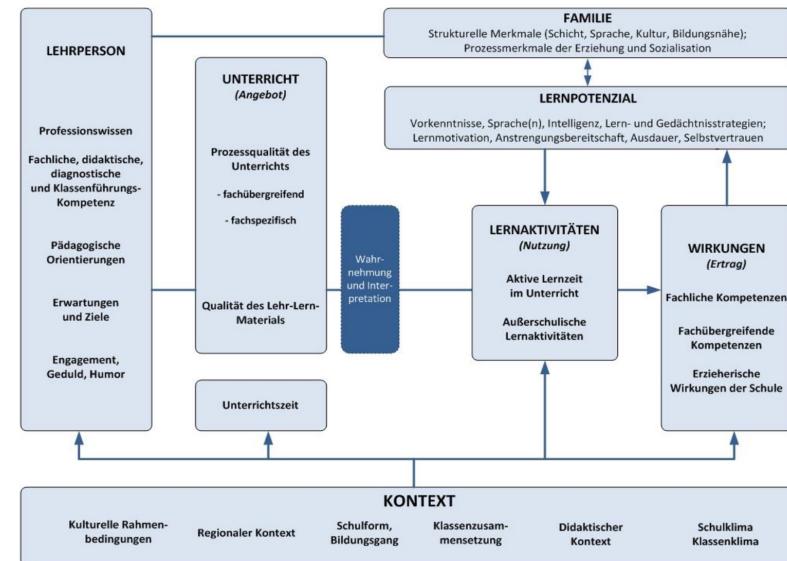 LEHRPERSON
Professionswissen
Fachliche, didaktische,
diagnostische
und Klassenführungs-
Kompetenz
Pädagogische
Orientierungen
Erwartungen
und Ziele
Engagement,
Geduld, Humor
UNTERRICHT
(Angebot)
Prozessqualität des
Unterrichts
- fachübergreifend
- fachspezifisch
Qualität des Lehr-Lern-
Materials
Unterrichtszeit
Wahr-
nehmung
und Inter-
pretation
FAMILIE
Strukturelle Merkmale (Schicht, Sprache, Kultur, Bildungsnähe);
Prozessmerkmale der Erziehung und Sozialisation
LERNPOTENZIAL
Vorkenntnisse, Sprache(n), Intelligenz, Lern- und Gedächtnisstrategien;
Lernmotivation, Anstrengungsbereitschaft, Ausdauer, Selbstvertrauen
LERNAKTIVITÄTEN
(Nutzung)
Aktive Lernzeit
im Unterricht
Außerschulische
Lernaktivitäten
WIRKUNGEN
(Ertrag)
Fachliche Kompetenzen
Fachübergreifende
Kompetenzen
Erzieherische
Wirkungen der Schule
KONTEXT
Kulturelle Rahmen-
bedingungen
Regionaler Kontext
Schulform,
Bildungsgang
Klassenzusam-
mensetzung
Didaktischer
Kontext
Schulklima
Klassenklima